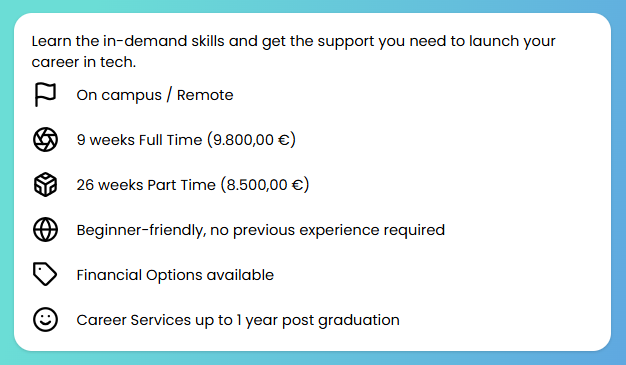 Learn the in-demand skills and get the support you need to launch your
career in tech.
On campus / Remote
9 weeks Full Time (9.800,00 €)
26 weeks Part Time (8.500,00 €)
Beginner-friendly, no previous experience required
Financial Options available
Career Services up to 1 year post graduation